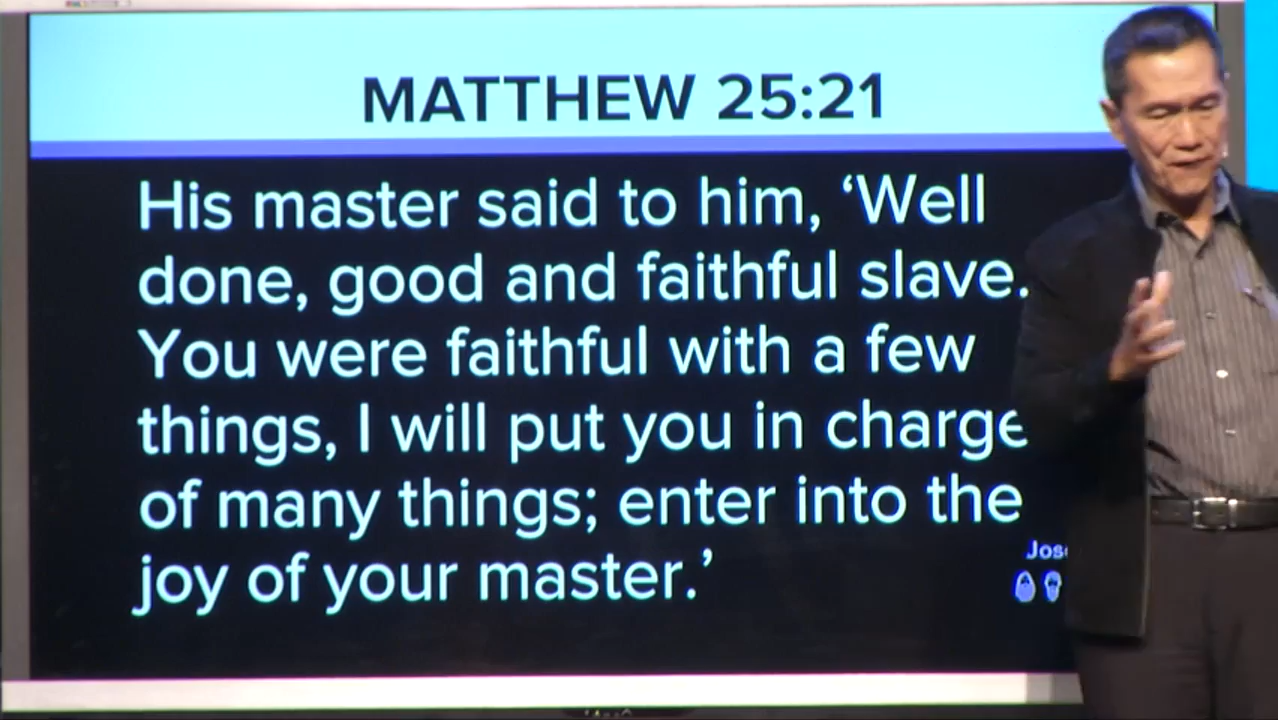 MATTHEW 25:21
His master said to him, ‘Well
done, good and faithful slave.
You were faithful with a few
things, I will put you in charge
of many things; enter into the
joy of your master.’